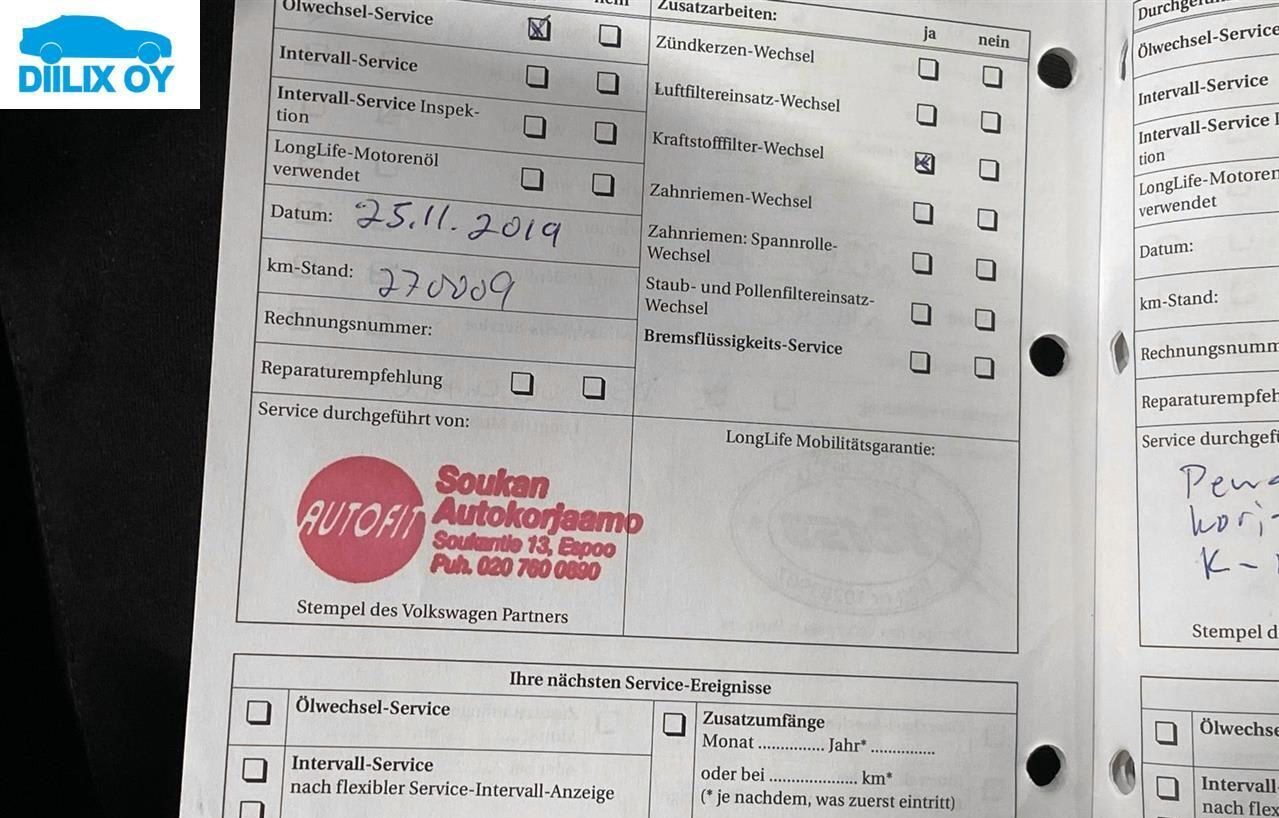 DIILIX OY
Ölwechsel-Service
Intervall-Service
Intervall-Service Inspek-
tion
LongLife-Motorenöl
verwendet
Datum: 25.11.2019
km-Stand: 270009
Rechnungsnummer:
Reparaturempfehlung
Service durchgeführt von:
AUTOFIT
Soukan
Autokorjaamo
Soukantie 13, Espoo
Puh. 020 760 0890
Stempel des Volkswagen Partners
Zusatzarbeiten:
ja nein
Zündkerzen-Wechsel
Luftfiltereinsatz-Wechsel
Kraftstofffilter-Wechsel
Zahnriemen-Wechsel
Zahnriemen: Spannrolle-
Wechsel
Staub- und Pollenfiltereinsatz-
Wechsel
Bremsflüssigkeits-Service
LongLife Mobilitätsgarantie:
Ihre nächsten Service-Ereignisse
Ölwechsel-Service
Intervall-Service
nach flexibler Service-Intervall-Anzeige
Zusatzumfänge
Monat .............. Jahr* ..............
oder bei ................... km*
(* je nachdem, was zuerst eintritt)
Ölwechsel-Service
Intervall-Service
Intervall-Service I
tion
LongLife-Motoren
verwendet
Datum:
km-Stand:
Rechnungsnumm
Reparaturempfeh
Service durchgefü
K-
Stempel d
Ölwechse
Intervall-
nach flex